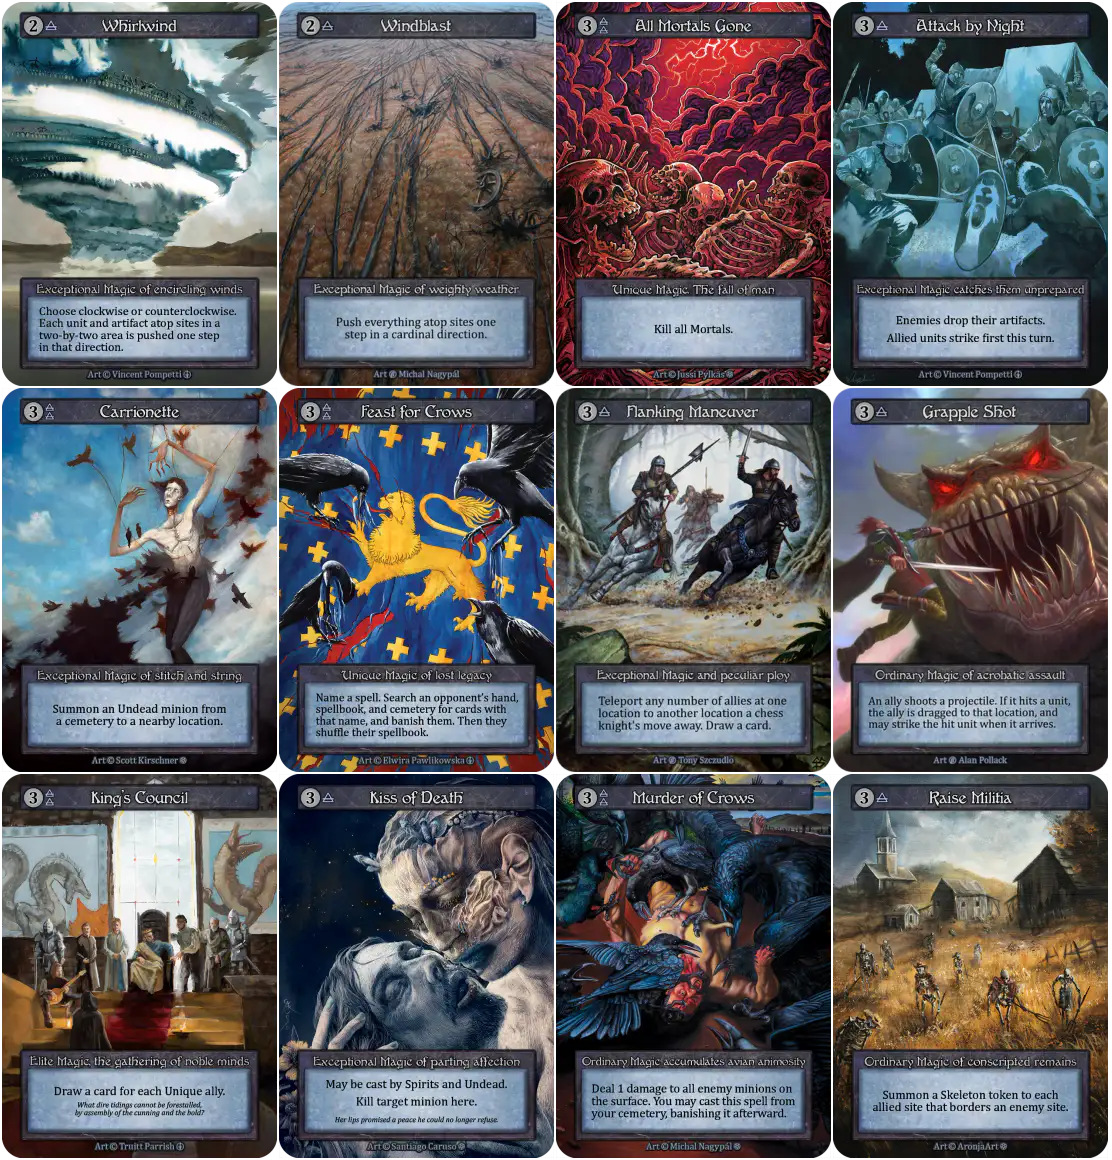 2 Whirlwind
Exceptional Magic of encircling winds
Choose clockwise or counterclockwise.
Each unit and artifact atop sites in a
two-by-two area is pushed one step
in that direction.
Art © Vincent Pompetti
2 Windblast
Exceptional Magic of weighty weather
Push everything atop sites one
step in a cardinal direction.
Art Michal Nagypál
3 All Mortals Gone
Unique Magic. The fall of man
Kill all Mortals.
Art © Jussi Pylkäs
3 Attack by Night
Exceptional Magic catches them unprepared
Enemies drop their artifacts.
Allied units strike first this turn.
Art © Vincent Pompetti
3 Carrionette
Exceptional Magic of stitch and string
Summon an Undead minion from
a cemetery to a nearby location.
Art © Scott Kirschner
3 Feast for Crows
Unique Magic of lost legacy
Name a spell. Search an opponent's hand,
spellbook, and cemetery for cards with
that name, and banish them. Then they
shuffle their spellbook.
Art © Elwira Pawlikowska
3 Flanking Maneuver
Exceptional Magic and peculiar ploy
Teleport any number of allies at one
location to another location a chess
knight's move away. Draw a card.
Art Tony Szczudlo
3 Grapple Shot
Ordinary Magic of acrobatic assault
An ally shoots a projectile. If it hits a unit,
the ally is dragged to that location, and
may strike the hit unit when it arrives.
Art Alan Pollack
3 King's Council
Elite Magic, the gathering of noble minds
Draw a card for each Unique ally.
What dire tidings cannot be forestalled,
by assembly of the cunning and the bold?
Art © Truitt Parrish
3 Kiss of Death
Exceptional Magic of parting affection
May be cast by Spirits and Undead.
Kill target minion here.
Her lips promised a peace he could no longer refuse.
Art © Santiago Caruso
3 Murder of Crows
Ordinary Magic accumulates avian animosity
Deal 1 damage to all enemy minions on
the surface. You may cast this spell from
your cemetery, banishing it afterward.
Art © Michal Nagypál
3 Raise Militia
Ordinary Magic of conscripted remains
Summon a Skeleton token to each
allied site that borders an enemy site.
Art © AronjaArt